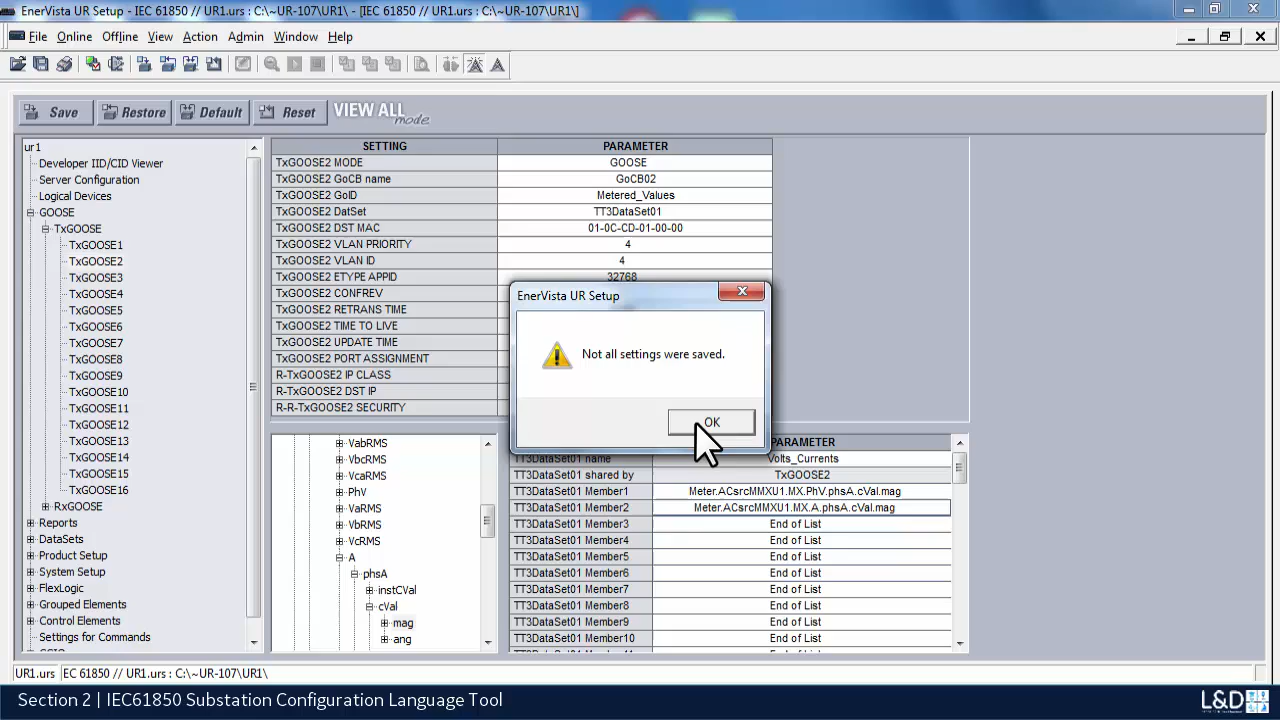 EnerVista UR Setup - IEC 61850 // UR1.urs : C:\~UR-107\UR1\ - [IEC 61850 // UR1.urs : C:\~UR-107\UR1\]
File Online Offline View Action Admin Window Help
Save Restore Default Reset VIEW ALL mode
ur1
Developer IID/CID Viewer
Server Configuration
Logical Devices
GOOSE
TxGOOSE
TxGOOSE1
TxGOOSE2
TxGOOSE3
TxGOOSE4
TxGOOSE5
TxGOOSE6
TxGOOSE7
TxGOOSE8
TxGOOSE9
TxGOOSE10
TxGOOSE11
TxGOOSE12
TxGOOSE13
TxGOOSE14
TxGOOSE15
TxGOOSE16
RxGOOSE
Reports
DataSets
Product Setup
System Setup
FlexLogic
Grouped Elements
Control Elements
Settings for Commands
SETTING PARAMETER
TxGOOSE2 MODE GOOSE
TxGOOSE2 GoCB name GoCB02
TxGOOSE2 GoID Metered_Values
TxGOOSE2 DatSet TT3DataSet01
TxGOOSE2 DST MAC 01-0C-CD-01-00-00
TxGOOSE2 VLAN PRIORITY 4
TxGOOSE2 VLAN ID 4
TxGOOSE2 ETYPE APPID 32768
TxGOOSE2 CONFREV
TxGOOSE2 RETRANS TIME
TxGOOSE2 TIME TO LIVE
TxGOOSE2 UPDATE TIME
TxGOOSE2 PORT ASSIGNMENT
R-TxGOOSE2 IP CLASS
R-TxGOOSE2 DST IP
R-R-TxGOOSE2 SECURITY
EnerVista UR Setup
Not all settings were saved.
OK
VabRMS
VbcRMS
VcaRMS
PhV
VaRMS
VbRMS
VcRMS
A
phsA
instCVal
cVal
mag
ang
PARAMETER
TT3DataSet01 name Volts_Currents
TT3DataSet01 shared by TxGOOSE2
TT3DataSet01 Member1 Meter.ACsrcMMXU1.MX.PhV.phsA.cVal.mag
TT3DataSet01 Member2 Meter.ACsrcMMXU1.MX.A.phsA.cVal.mag
TT3DataSet01 Member3 End of List
TT3DataSet01 Member4 End of List
TT3DataSet01 Member5 End of List
TT3DataSet01 Member6 End of List
TT3DataSet01 Member7 End of List
TT3DataSet01 Member8 End of List
TT3DataSet01 Member9 End of List
TT3DataSet01 Member10 End of List
UR1.urs EC 61850 // UR1.urs : C:\~UR-107\UR1\
Section 2 | IEC61850 Substation Configuration Language Tool
L&D